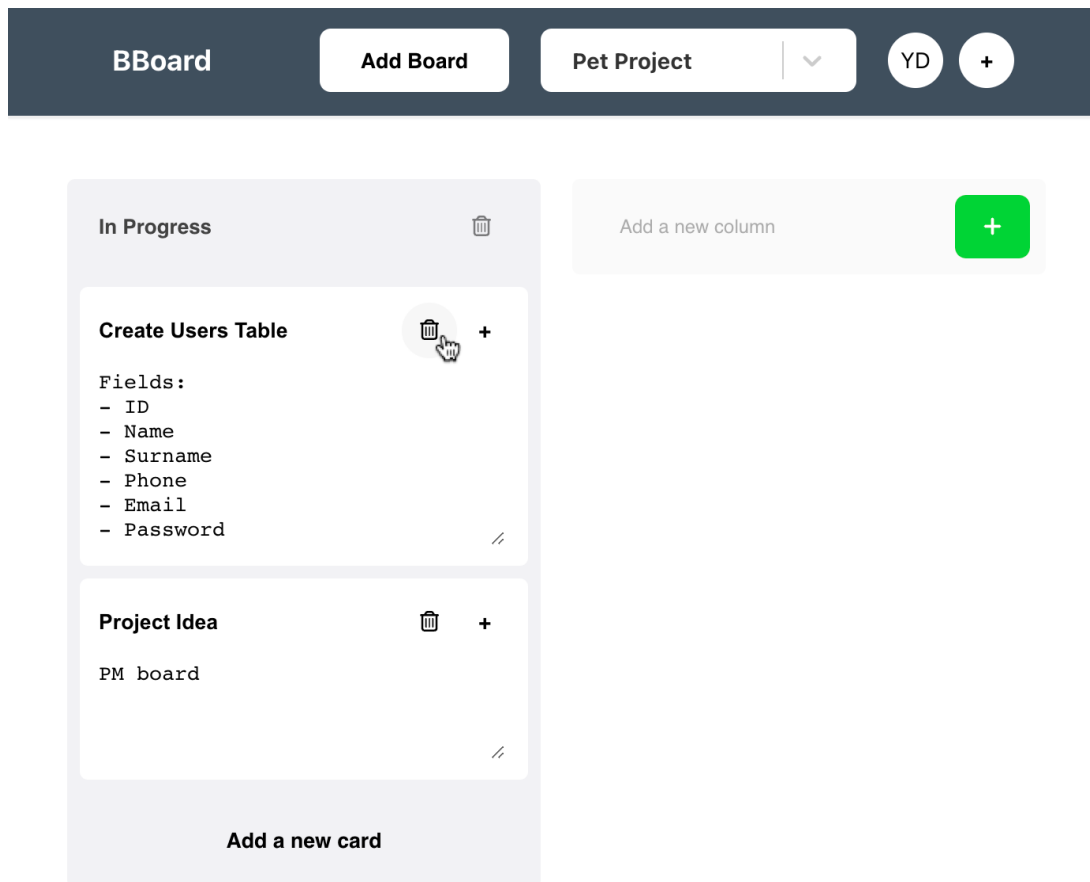 BBoard
Add Board
Pet Project
YD
+
In Progress
Add a new column
+
Create Users Table
+
Fields:
- ID
- Name
- Surname
- Phone
- Email
- Password
Project Idea
+
PM board
Add a new card